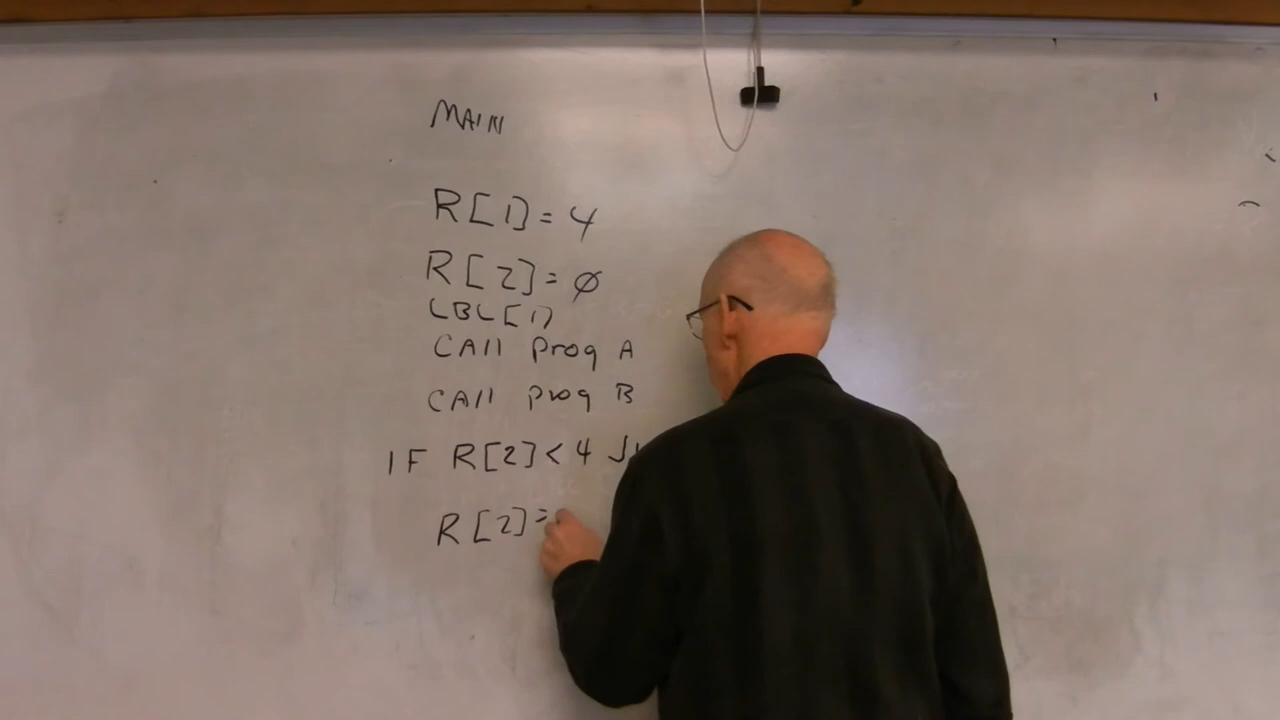 MAIN
R[1]=4
R[2]=Ø
LBL[1]
CAll Prog A
CAll Prog B
IF R[2]<4
R[2]=